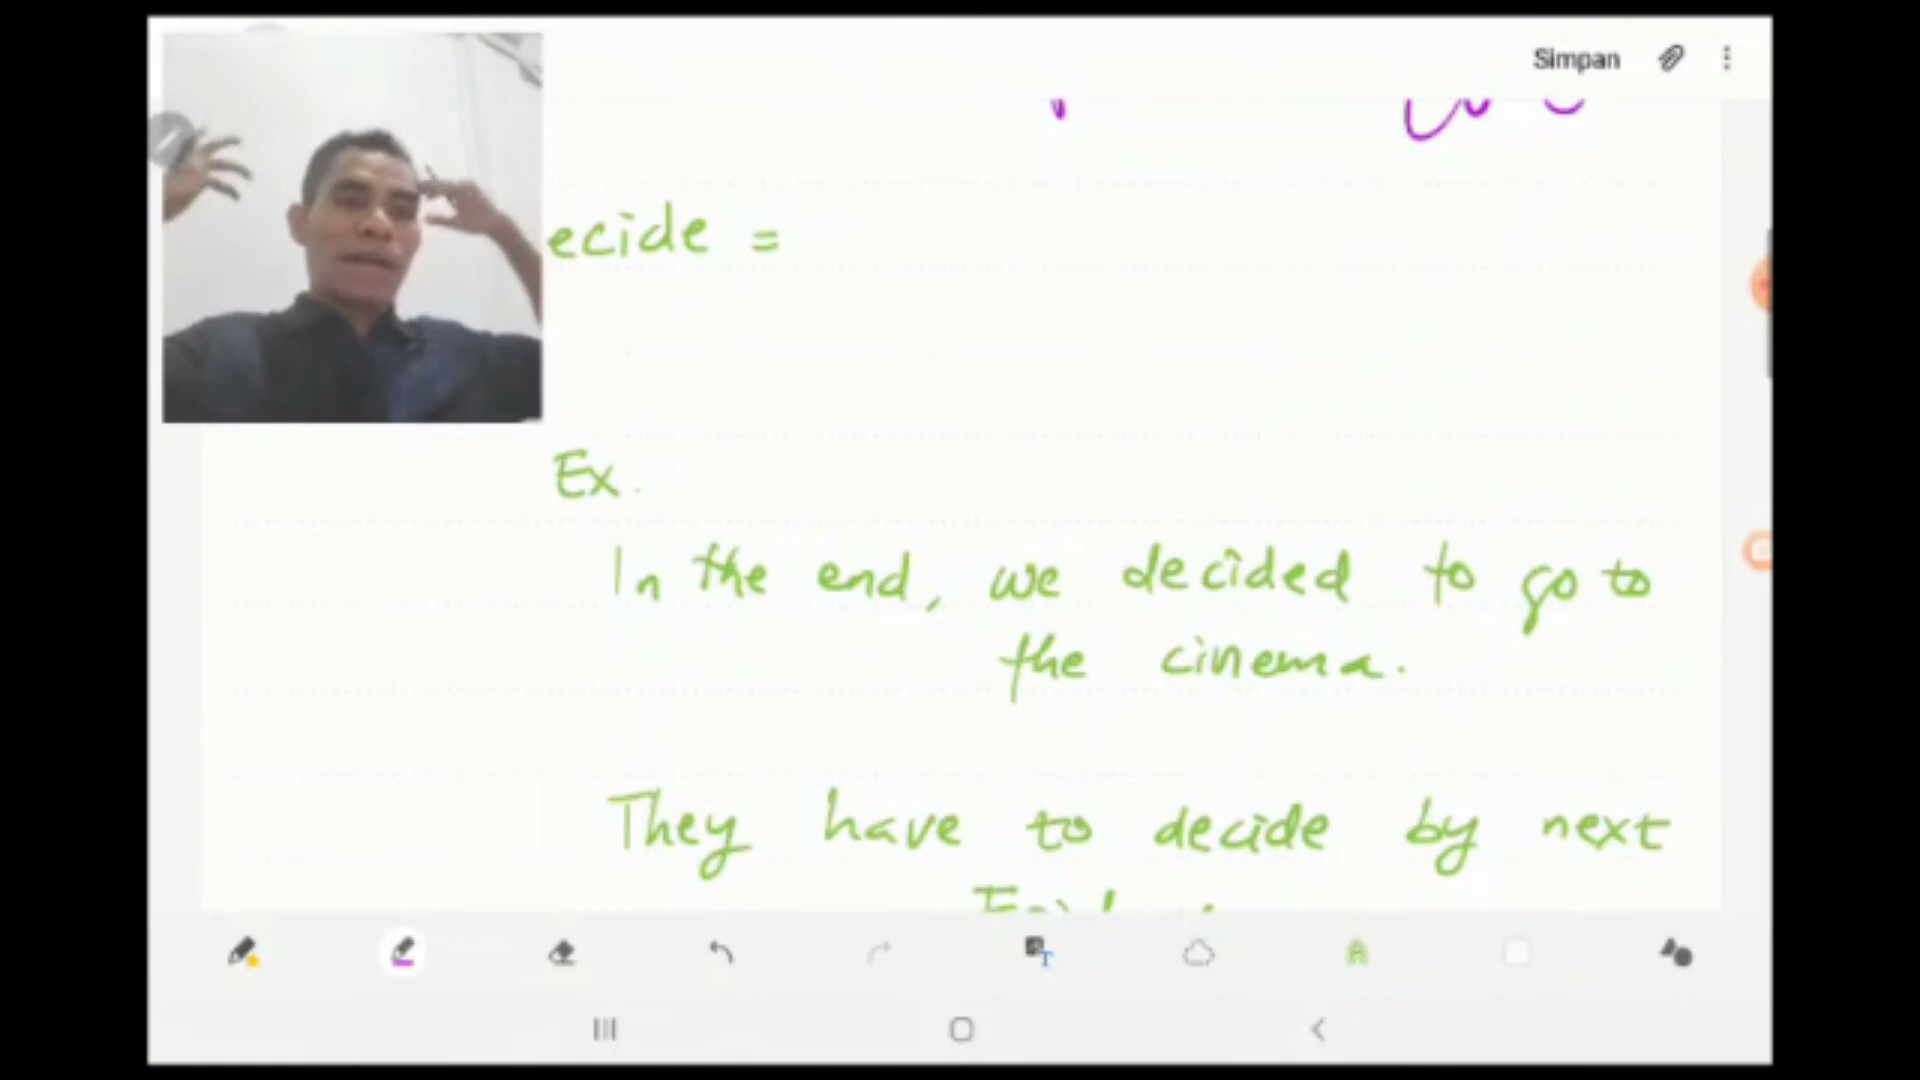 Simpan
ecide =
Ex.
In the end, we decided to go to
the cinema.
They have to decide by next